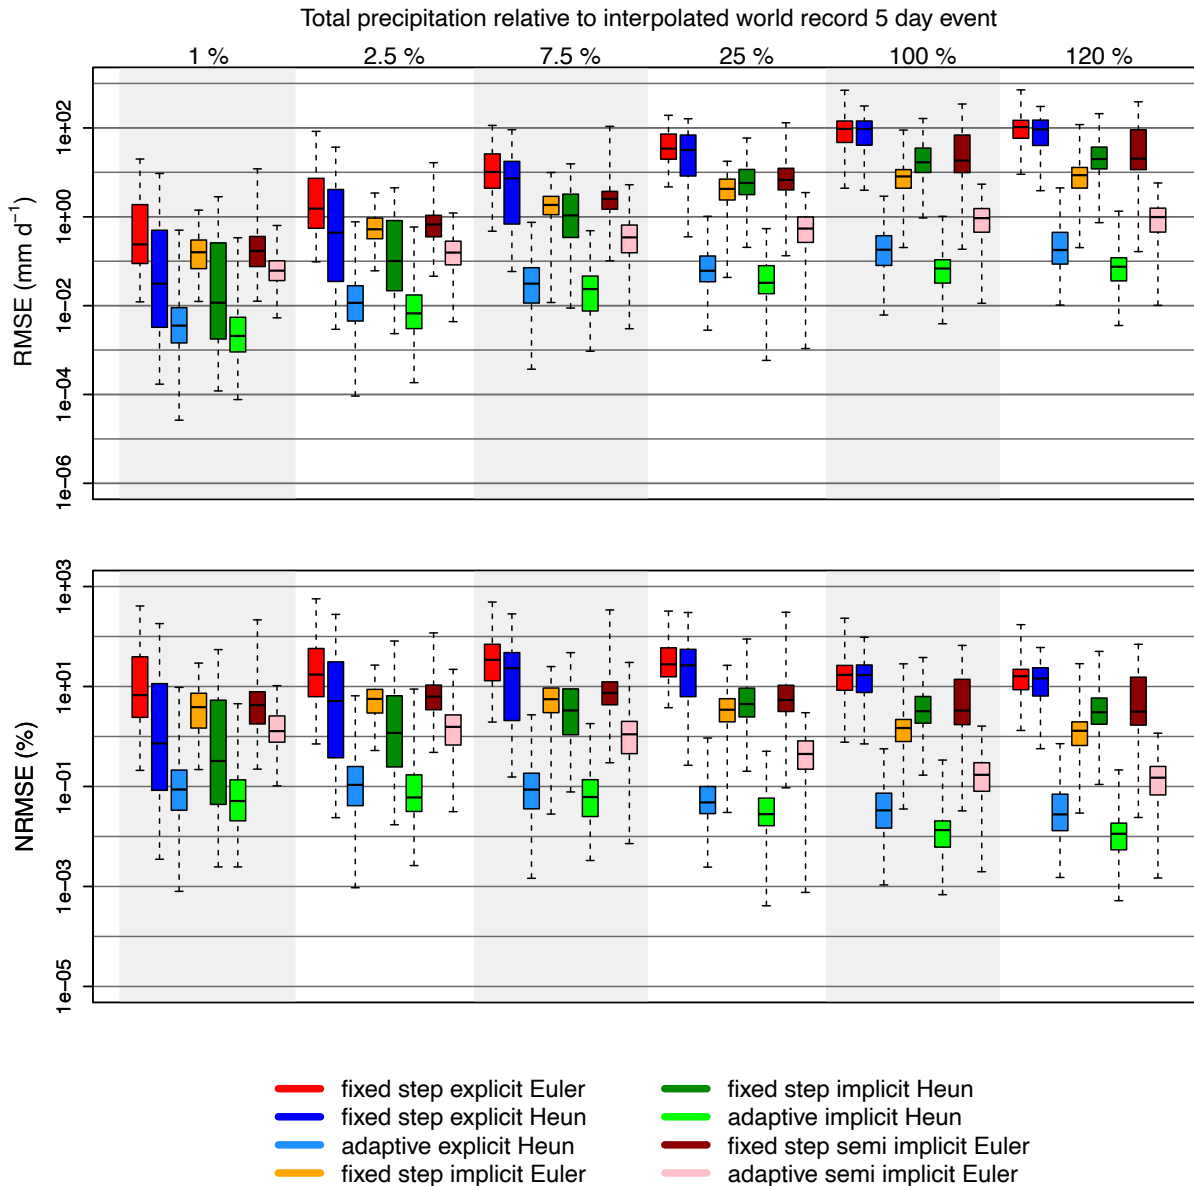 Total precipitation relative to interpolated world record 5 day event
1 % 2.5 % 7.5 % 25 % 100 % 120 %
RMSE (mm d⁻¹)
1e+02
1e+00
1e−02
1e−04
1e−06
NRMSE (%)
1e+03
1e+01
1e−01
1e−03
1e−05
fixed step explicit Euler
fixed step explicit Heun
adaptive explicit Heun
fixed step implicit Euler
fixed step implicit Heun
adaptive implicit Heun
fixed step semi implicit Euler
adaptive semi implicit Euler